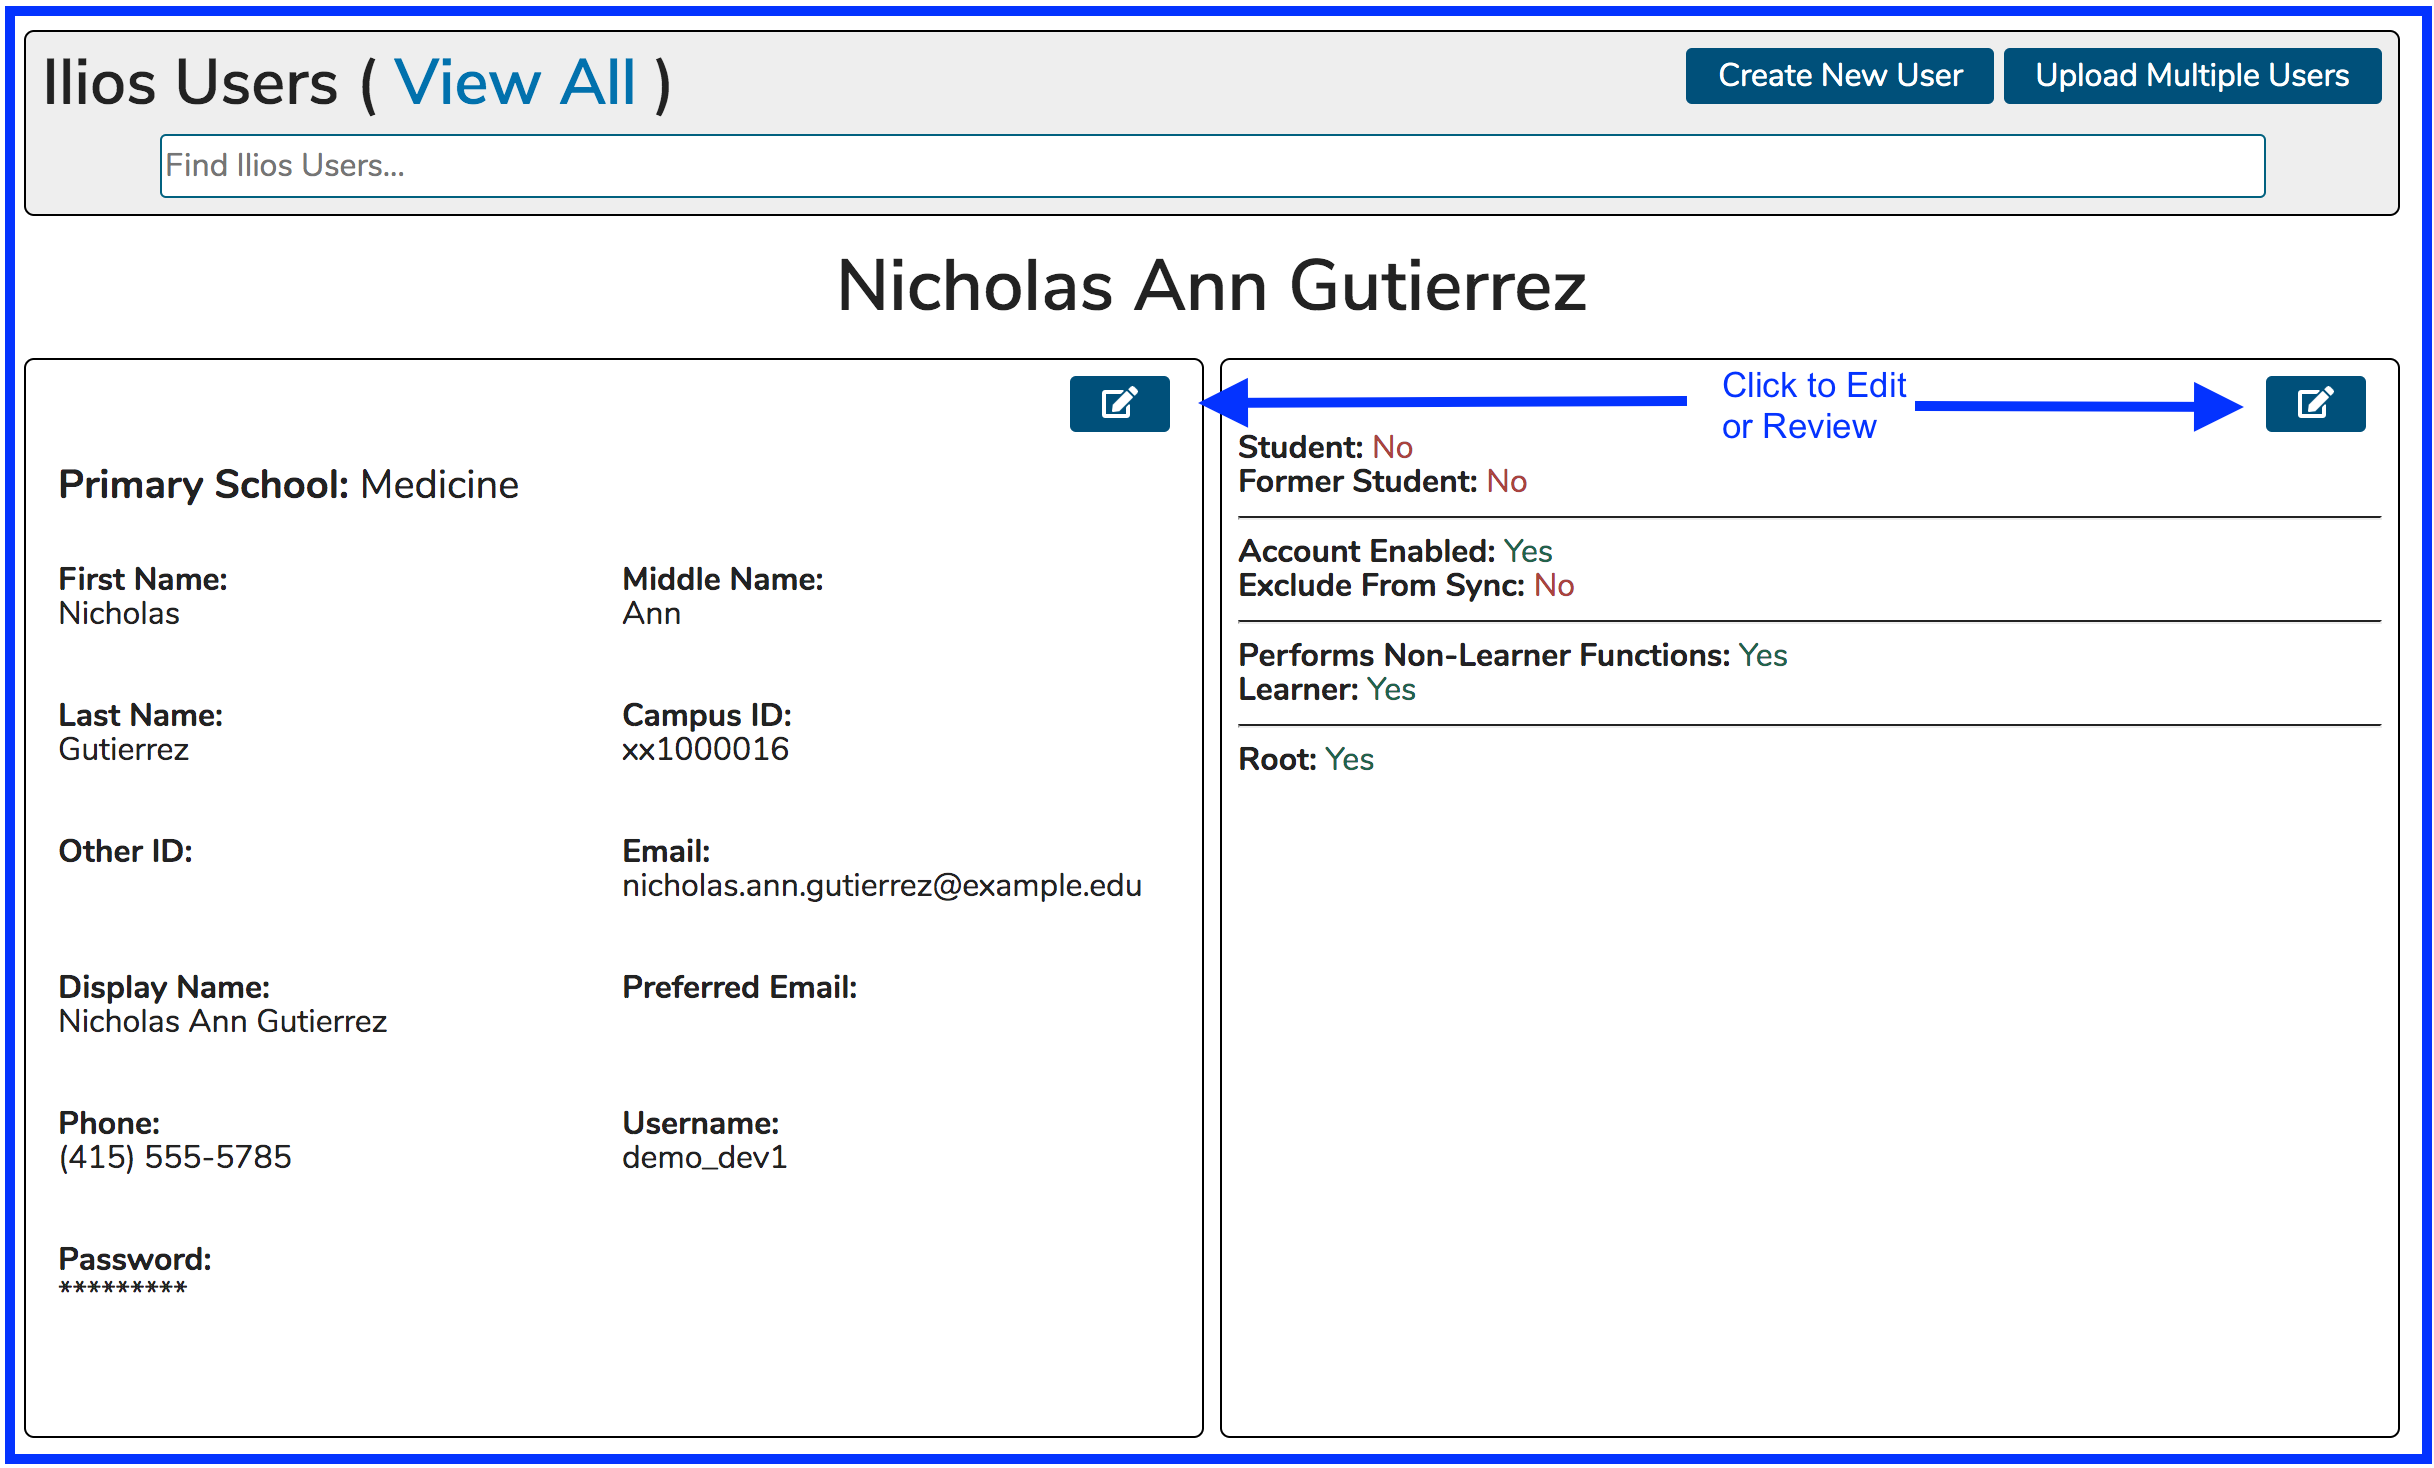 Ilios Users ( View All )
Create New User
Upload Multiple Users
Find Ilios Users...
Nicholas Ann Gutierrez
Click to Edit
or Review
Primary School: Medicine
First Name:
Nicholas
Middle Name:
Ann
Last Name:
Gutierrez
Campus ID:
xx1000016
Other ID:
Email:
nicholas.ann.gutierrez@example.edu
Display Name:
Nicholas Ann Gutierrez
Preferred Email:
Phone:
(415) 555-5785
Username:
demo_dev1
Password:
*********
Student: No
Former Student: No
Account Enabled: Yes
Exclude From Sync: No
Performs Non-Learner Functions: Yes
Learner: Yes
Root: Yes